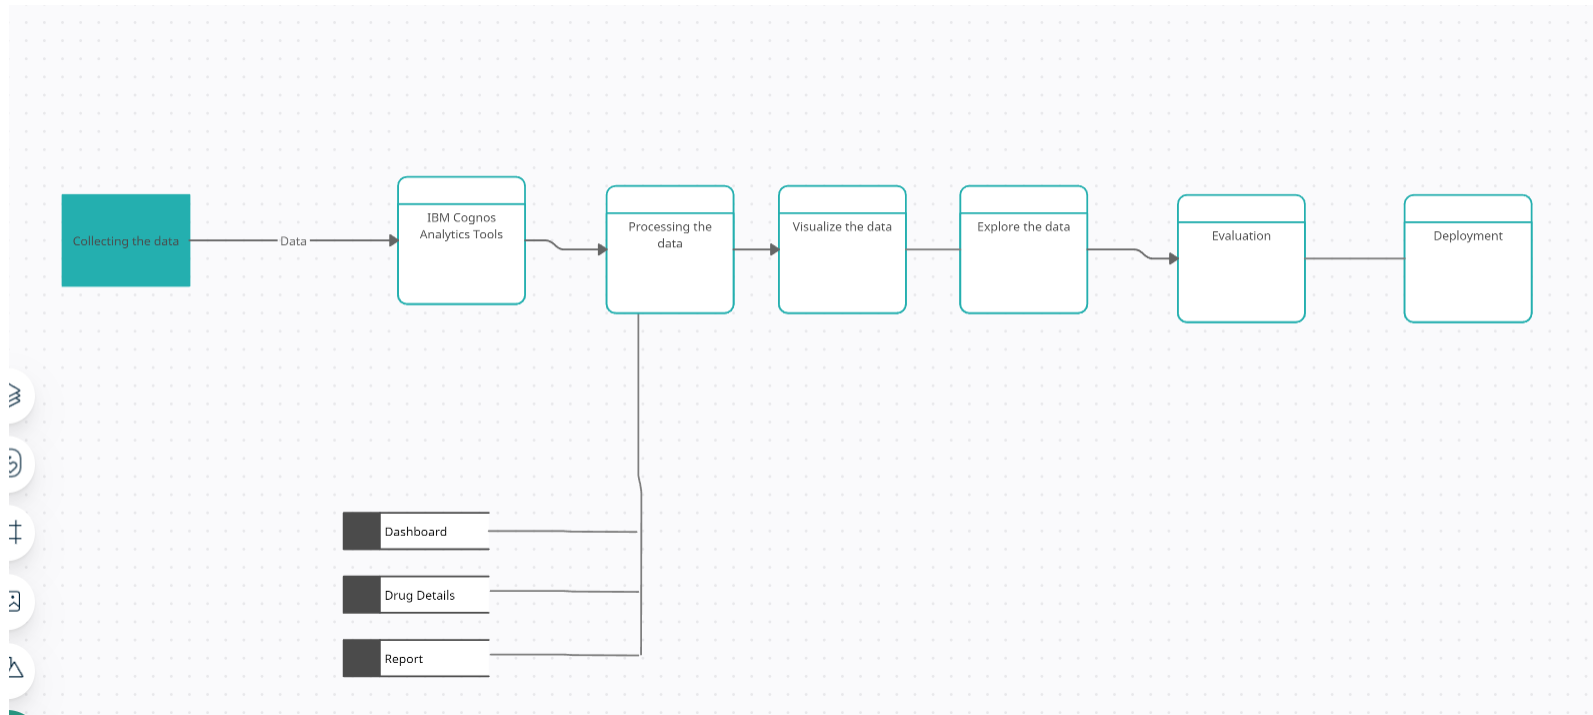 Collecting the data
Data
IBM Cognos
Analytics Tools
Processing the
data
Visualize the data
Explore the data
Evaluation
Deployment
Dashboard
Drug Details
Report